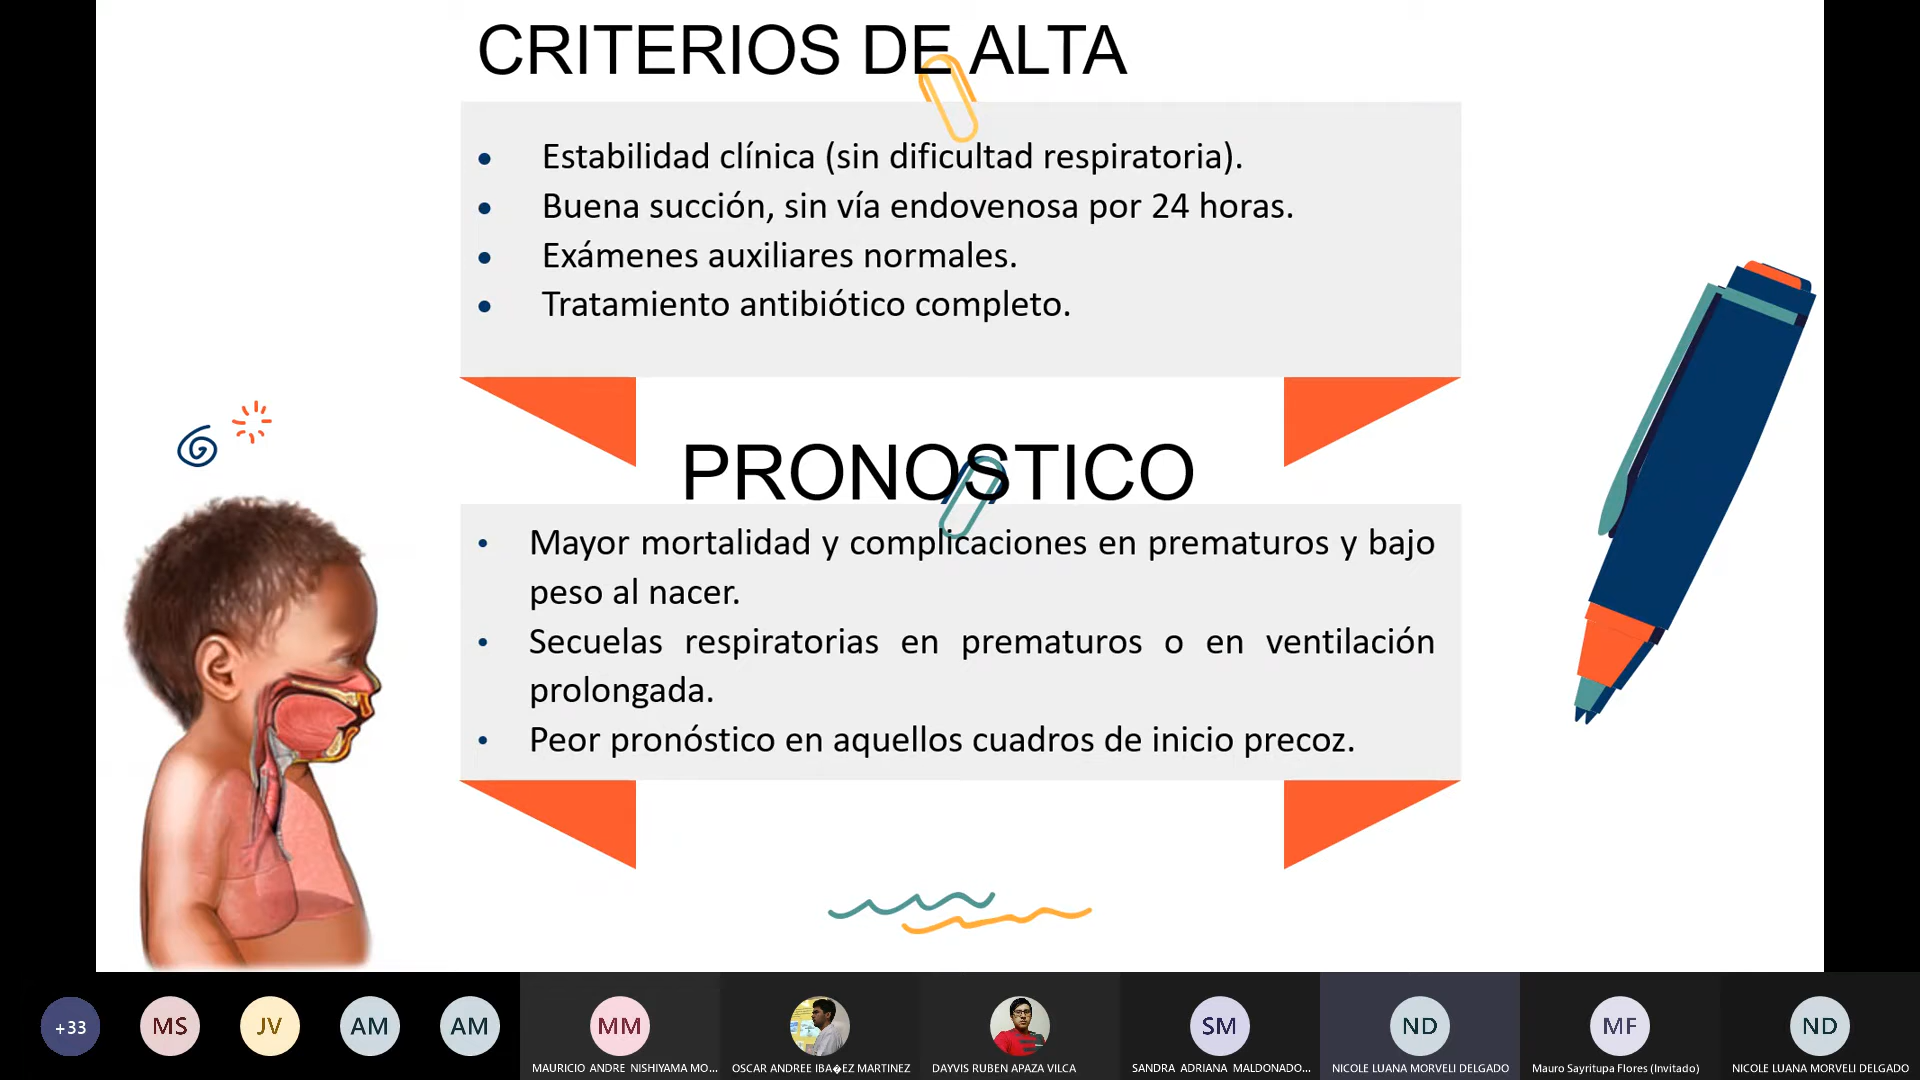 CRITERIOS DE ALTA
• Estabilidad clínica (sin dificultad respiratoria).
• Buena succión, sin vía endovenosa por 24 horas.
• Exámenes auxiliares normales.
• Tratamiento antibiótico completo.
PRONOSTICO
• Mayor mortalidad y complicaciones en prematuros y bajo
peso al nacer.
• Secuelas respiratorias en prematuros o en ventilación
prolongada.
• Peor pronóstico en aquellos cuadros de inicio precoz.
+33 MS JV AM AM MM SM ND MF ND
MAURICIO ANDRE NISHIYAMA MO... OSCAR ANDREE IBA�EZ MARTINEZ DAYVIS RUBEN APAZA VILCA SANDRA ADRIANA MALDONADO... NICOLE LUANA MORVELI DELGADO Mauro Sayritupa Flores (Invitado) NICOLE LUANA MORVELI DELGADO